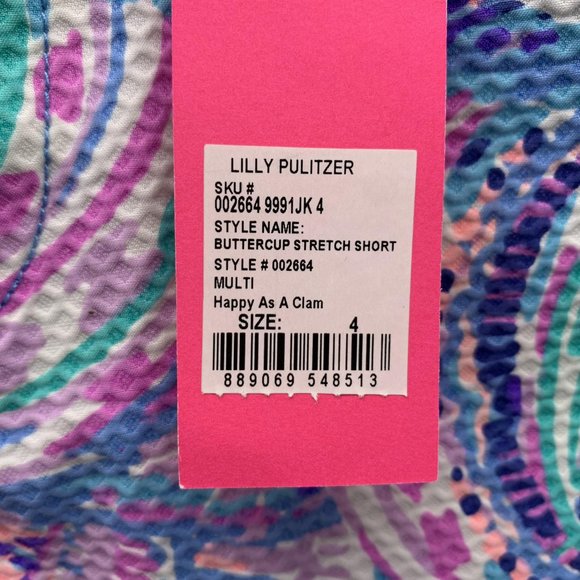 LILLY PULITZER
SKU #
002664 9991JK 4
STYLE NAME:
BUTTERCUP STRETCH SHORT
STYLE # 002664
MULTI
Happy As A Clam
SIZE: 4
889069 548513